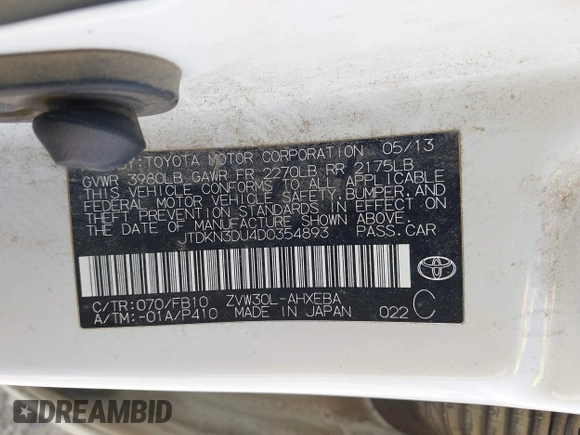 BY:TOYOTA MOTOR CORPORATION 05/13
GVWR 3980LB GAWR FR 2270LB RR 2175LB
THIS VEHICLE CONFORMS TO ALL APPLICABLE
FEDERAL MOTOR VEHICLE SAFETY, BUMPER, AND
THEFT PREVENTION STANDARDS IN EFFECT ON
THE DATE OF MANUFACTURE SHOWN ABOVE.
JTDKN3DU4D0354893 PASS.CAR
C/TR:070/FB10 ZVW30L-AHXEBA
A/TM:-01A/P410 MADE IN JAPAN 022 C
TOYOTA
DREAMBID